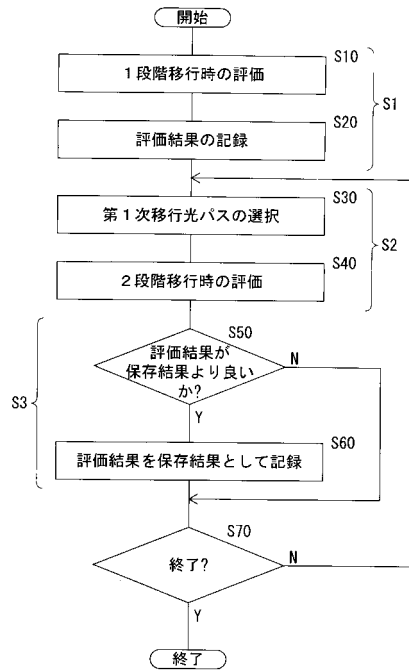 開始
S10
1段階移行時の評価
S1
S20
評価結果の記録
S30
第1次移行光パスの選択
S2
S40
2段階移行時の評価
S50
評価結果が
保存結果より良い
か?
N
S3
Y
S60
評価結果を保存結果として記録
S70
終了?
N
Y
終了